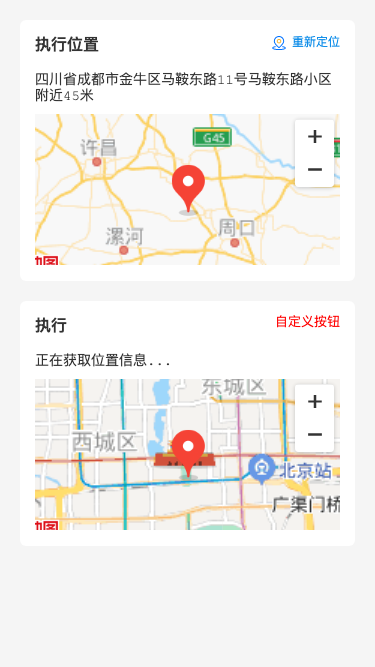 执行位置
重新定位
四川省成都市金牛区马鞍东路11号马鞍东路小区
附近45米
G45
许昌
周口
漯河
地图
执行
自定义按钮
正在获取位置信息...
东城区
西城区
北京站
广渠门桥
地图